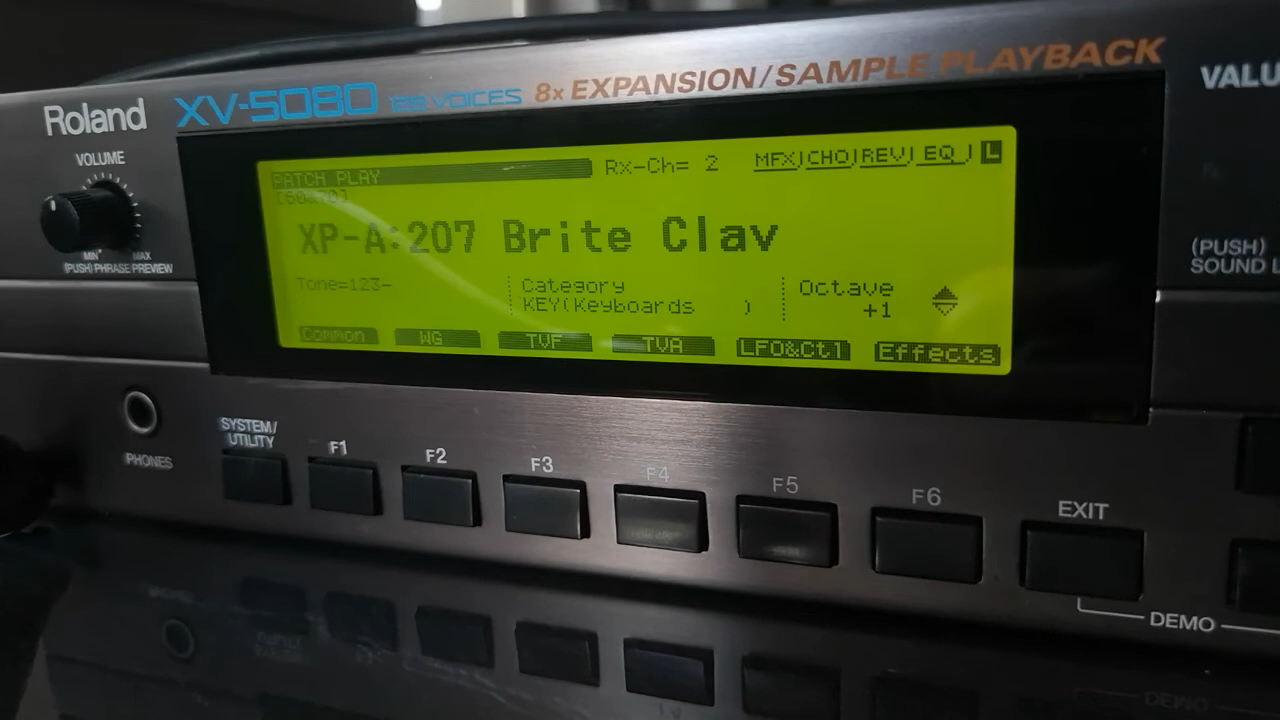 Roland XV-5080 128 VOICES 8x EXPANSION/SAMPLE PLAYBACK
VALU
VOLUME
MIN MAX
(PUSH) PHRASE PREVIEW
PATCH PLAY Rx-Ch= 2 MFX CHO REV EQ L
XP-A:207 Brite Clav
Tone=123-
Category
KEY(Keyboards )
Octave
+1
Common WG TVF TVA LFO&Ctl Effects
(PUSH)
SOUND L
PHONES
SYSTEM/
UTILITY
F1 F2 F3 F4 F5 F6 EXIT
DEMO